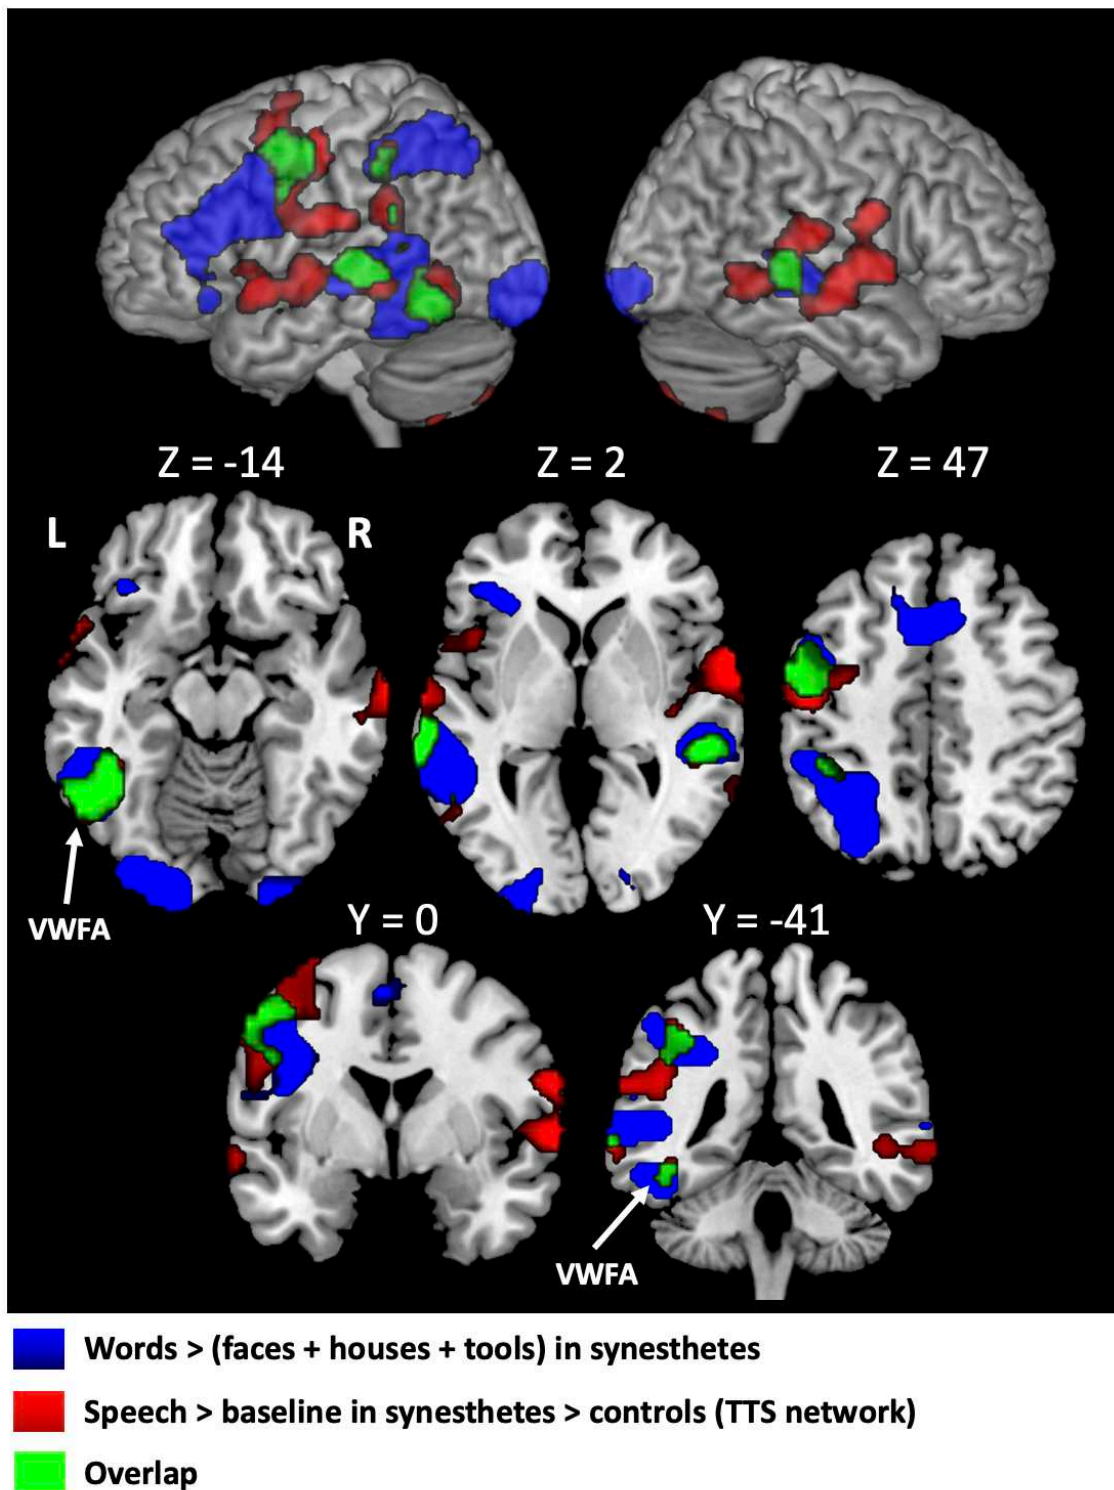 Z = -14
Z = 2
Z = 47
L
R
VWFA
Y = 0
Y = -41
VWFA
Words > (faces + houses + tools) in synesthetes
Speech > baseline in synesthetes > controls (TTS network)
Overlap